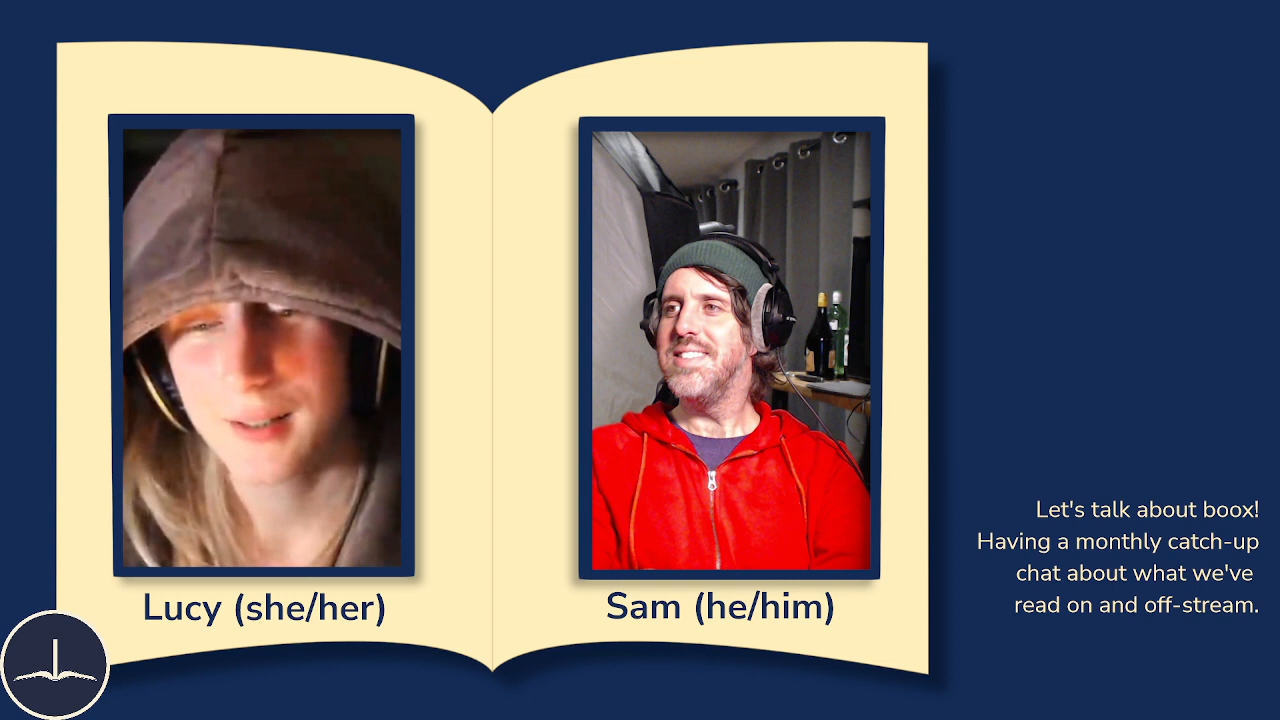 Lucy (she/her)
Sam (he/him)
Let's talk about boox!
Having a monthly catch-up
chat about what we've
read on and off-stream.